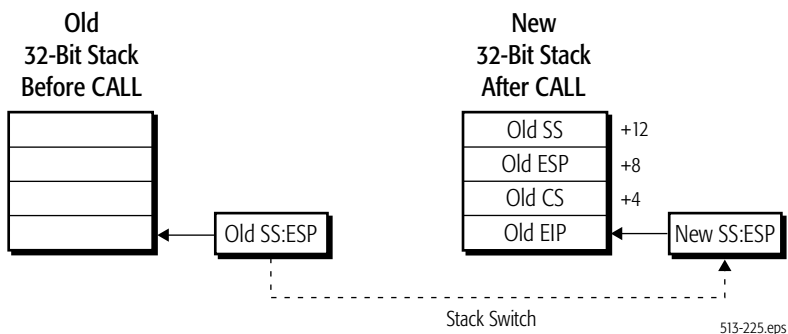 Old
32-Bit Stack
Before CALL
New
32-Bit Stack
After CALL
Old SS
+12
Old ESP
+8
Old CS
+4
Old SS:ESP
Old EIP
New SS:ESP
Stack Switch
513-225.eps